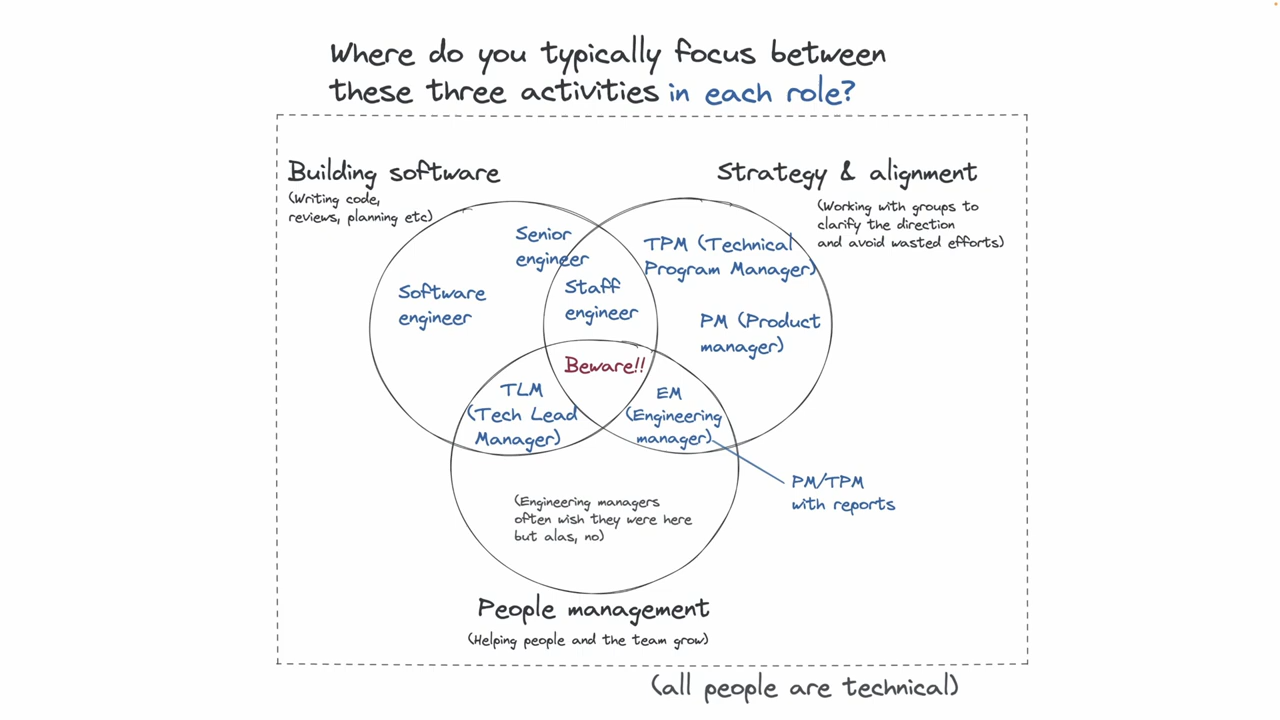 Where do you typically focus between
these three activities in each role?
Building software
(Writing code,
reviews, planning etc)
Strategy & alignment
(Working with groups to
clarify the direction
and avoid wasted efforts)
Senior
engineer
Software
engineer
Staff
engineer
TPM (Technical
Program Manager)
PM (Product
manager)
Beware!!
TLM
(Tech Lead
Manager)
EM
(Engineering
manager)
PM/TPM
with reports
(Engineering managers
often wish they were here
but alas, no)
People management
(Helping people and the team grow)
(all people are technical)